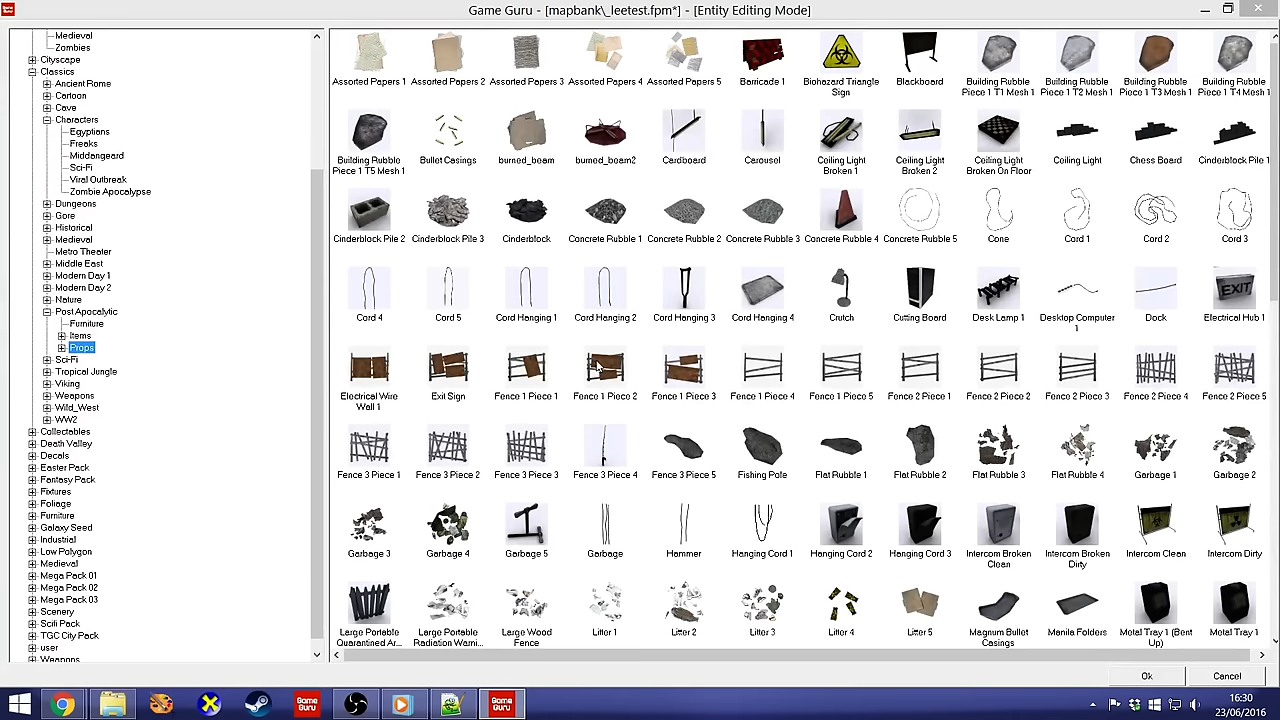 Game Guru - [mapbank\_leetest.fpm*] - [Entity Editing Mode]
Medieval
Zombies
Cityscape
Classics
Ancient Rome
Cartoon
Cave
Characters
Egyptians
Freaks
Middangeard
Sci-Fi
Viral Outbreak
Zombie Apocalypse
Dungeons
Gore
Historical
Medieval
Metro Theater
Middle East
Modern Day 1
Modern Day 2
Nature
Post Apocalyptic
Furniture
Items
Props
Sci-Fi
Tropical Jungle
Viking
Weapons
Wild_West
WW2
Collectables
Death Valley
Decals
Easter Pack
Fantasy Pack
Fixtures
Foliage
Furniture
Galaxy Seed
Industrial
Low Polygon
Medieval
Mega Pack 01
Mega Pack 02
Mega Pack 03
Scenery
Scifi Pack
TGC City Pack
user
Weapons
Assorted Papers 1 Assorted Papers 2 Assorted Papers 3 Assorted Papers 4 Assorted Papers 5 Barricade 1 Biohazard Triangle Blackboard Building Rubble Building Rubble Building Rubble Building Rubble
Sign Piece 1 T1 Mesh 1 Piece 1 T2 Mesh 1 Piece 1 T3 Mesh 1 Piece 1 T4 Mesh 1
Building Rubble Bullet Casings burned_beam burned_beam2 Cardboard Carousel Ceiling Light Ceiling Light Ceiling Light Ceiling Light Chess Board Cinderblock Pile 1
Piece 1 T5 Mesh 1 Broken 1 Broken 2 Broken On Floor
Cinderblock Pile 2 Cinderblock Pile 3 Cinderblock Concrete Rubble 1 Concrete Rubble 2 Concrete Rubble 3 Concrete Rubble 4 Concrete Rubble 5 Cone Cord 1 Cord 2 Cord 3
EXIT
Cord 4 Cord 5 Cord Hanging 1 Cord Hanging 2 Cord Hanging 3 Cord Hanging 4 Crutch Cutting Board Desk Lamp 1 Desktop Computer Dock Electrical Hub 1
1
Electrical Wire Exit Sign Fence 1 Piece 1 Fence 1 Piece 2 Fence 1 Piece 3 Fence 1 Piece 4 Fence 1 Piece 5 Fence 2 Piece 1 Fence 2 Piece 2 Fence 2 Piece 3 Fence 2 Piece 4 Fence 2 Piece 5
Wall 1
Fence 3 Piece 1 Fence 3 Piece 2 Fence 3 Piece 3 Fence 3 Piece 4 Fence 3 Piece 5 Fishing Pole Flat Rubble 1 Flat Rubble 2 Flat Rubble 3 Flat Rubble 4 Garbage 1 Garbage 2
Garbage 3 Garbage 4 Garbage 5 Garbage Hammer Hanging Cord 1 Hanging Cord 2 Hanging Cord 3 Intercom Broken Intercom Broken Intercom Clean Intercom Dirty
Clean Dirty
Large Portable Large Portable Large Wood Litter 1 Litter 2 Litter 3 Litter 4 Litter 5 Magnum Bullet Manila Folders Metal Tray 1 (Bent Metal Tray 1
Quarantined Ar... Radiation Warni... Fence Casings Up)
Ok Cancel
GAME GURU
GAME GURU
16:30
23/06/2016